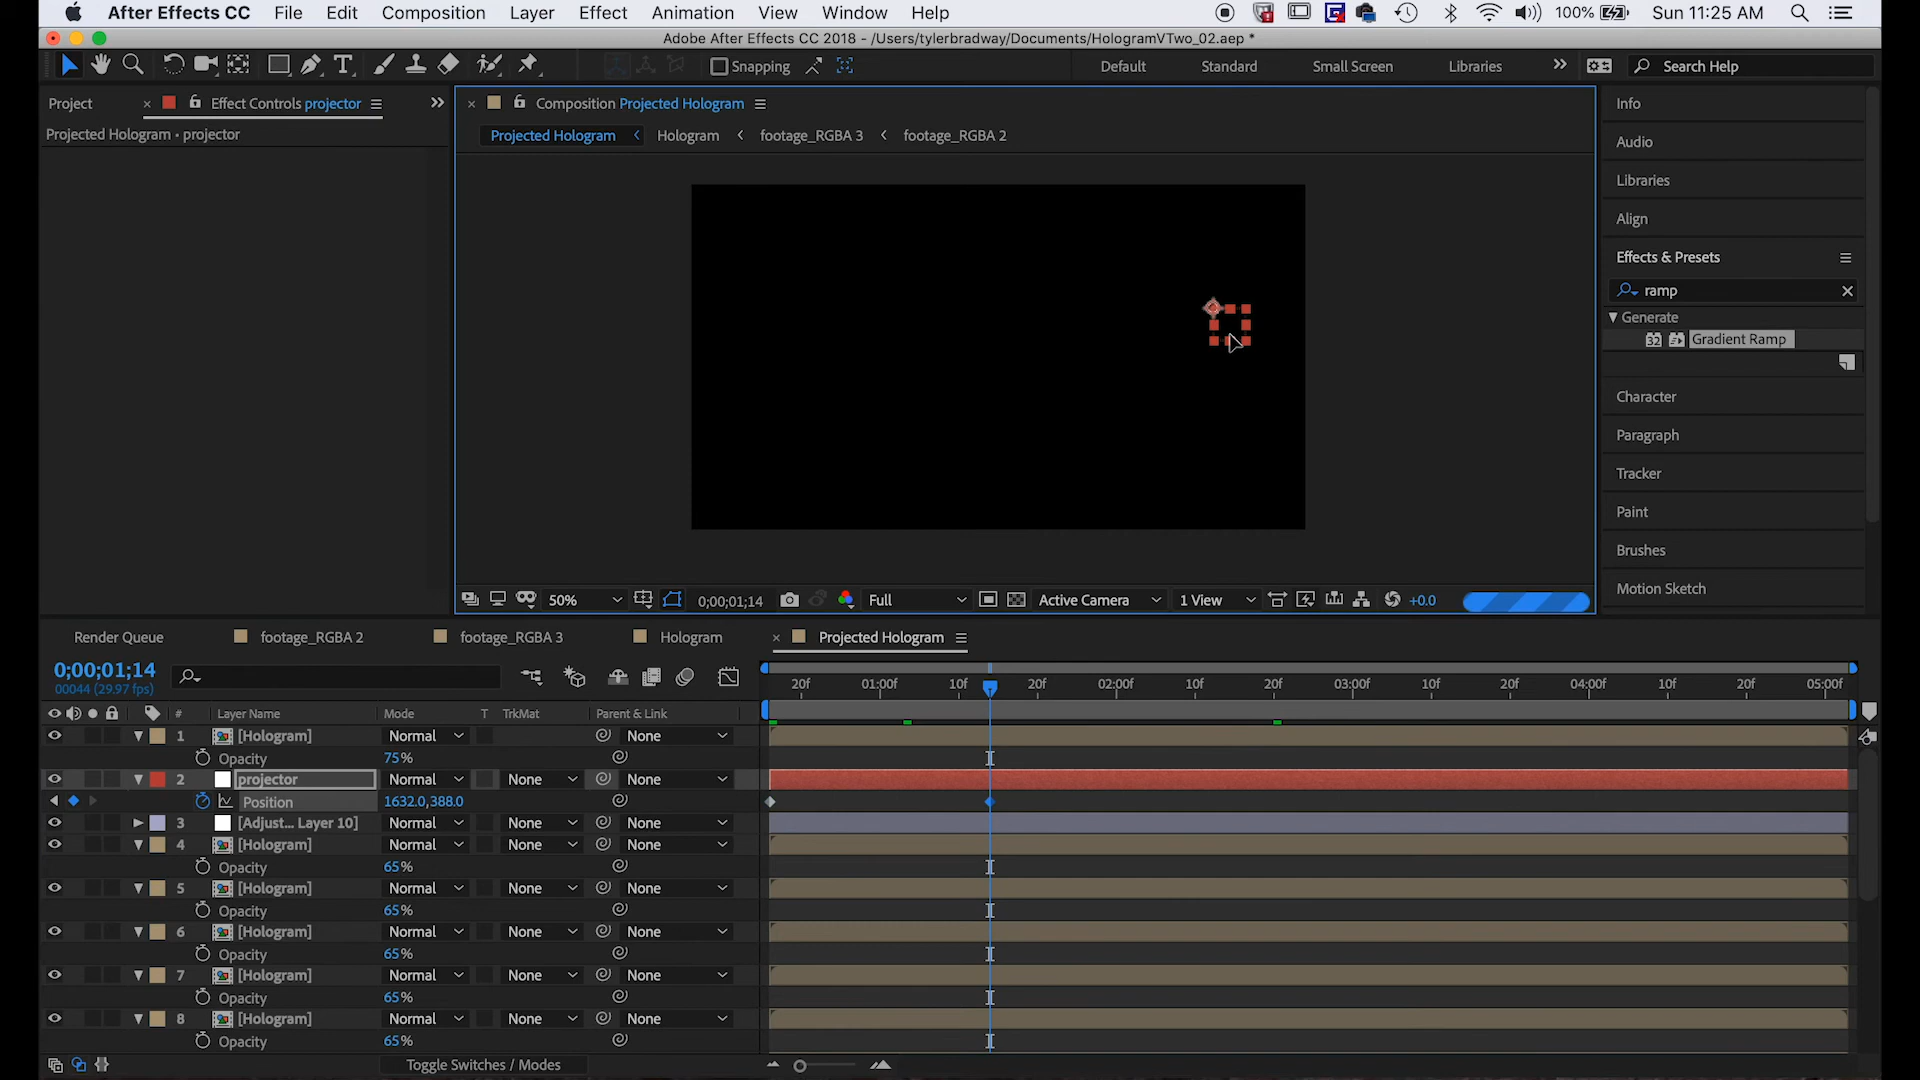 After Effects CC File Edit Composition Layer Effect Animation View Window Help 100% Sun 11:25 AM
Adobe After Effects CC 2018 - /Users/tylerbradway/Documents/HologramVTwo_02.aep *
Snapping Default Standard Small Screen Libraries Search Help
Project Effect Controls projector
Projected Hologram • projector
Composition Projected Hologram
Projected Hologram Hologram footage_RGBA 3 footage_RGBA 2
Info
Audio
Libraries
Align
Effects & Presets
ramp
Generate
32 Gradient Ramp
Character
Paragraph
Tracker
Paint
Brushes
Motion Sketch
50% 0;00;01;14 Full Active Camera 1 View +0.0
Render Queue footage_RGBA 2 footage_RGBA 3 Hologram Projected Hologram
0;00;01;14
00044 (29.97 fps)
20f 01:00f 10f 20f 02:00f 10f 20f 03:00f 10f 20f 04:00f 10f 20f 05:00f
# Layer Name Mode T TrkMat Parent & Link
1 [Hologram] Normal None
Opacity 75%
2 projector Normal None None
Position 1632.0,388.0
3 [Adjust... Layer 10] Normal None None
4 [Hologram] Normal None None
Opacity 65%
5 [Hologram] Normal None None
Opacity 65%
6 [Hologram] Normal None None
Opacity 65%
7 [Hologram] Normal None None
Opacity 65%
8 [Hologram] Normal None None
Opacity 65%
Toggle Switches / Modes